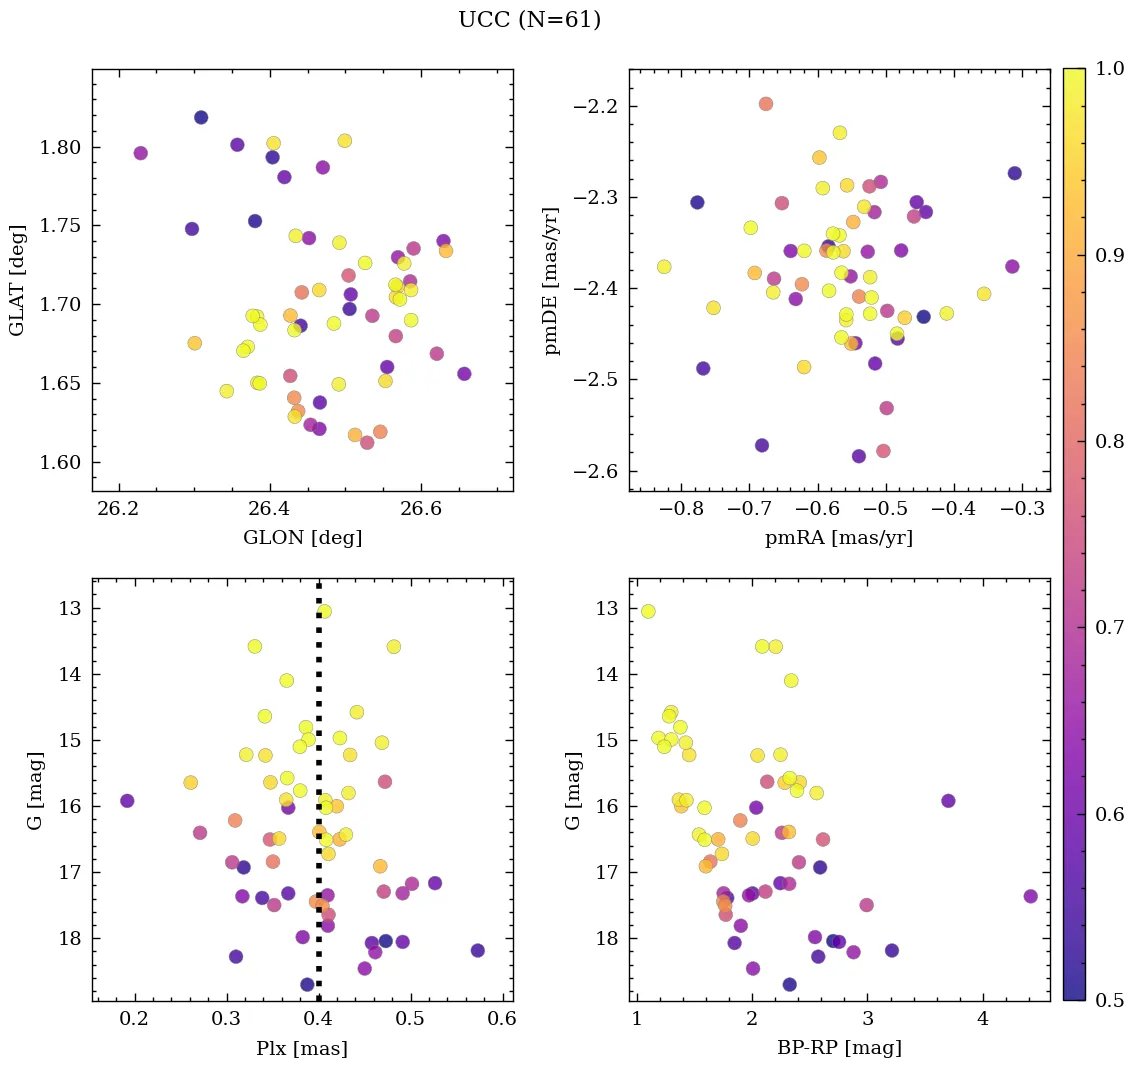 UCC (N=61)
1.80
1.75
1.70
1.65
1.60
GLAT [deg]
26.2 26.4 26.6
GLON [deg]
−2.2
−2.3
−2.4
−2.5
−2.6
pmDE [mas/yr]
−0.8 −0.7 −0.6 −0.5 −0.4 −0.3
pmRA [mas/yr]
13
14
15
16
17
18
G [mag]
0.2 0.3 0.4 0.5 0.6
Plx [mas]
13
14
15
16
17
18
G [mag]
1 2 3 4
BP-RP [mag]
1.0
0.9
0.8
0.7
0.6
0.5